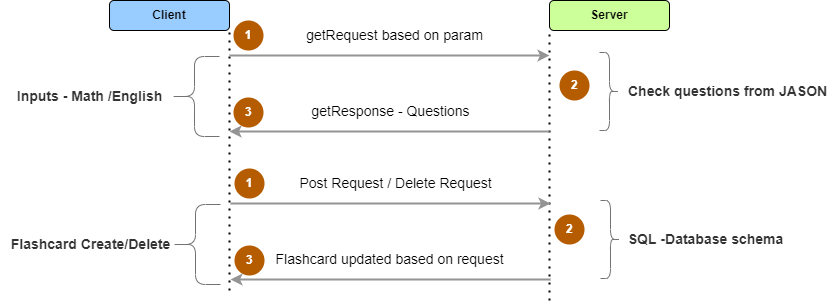 Client
Server
1
getRequest based on param
Inputs - Math /English
2
Check questions from JASON
3
getResponse - Questions
1
Post Request / Delete Request
Flashcard Create/Delete
2
SQL -Database schema
3
Flashcard updated based on request